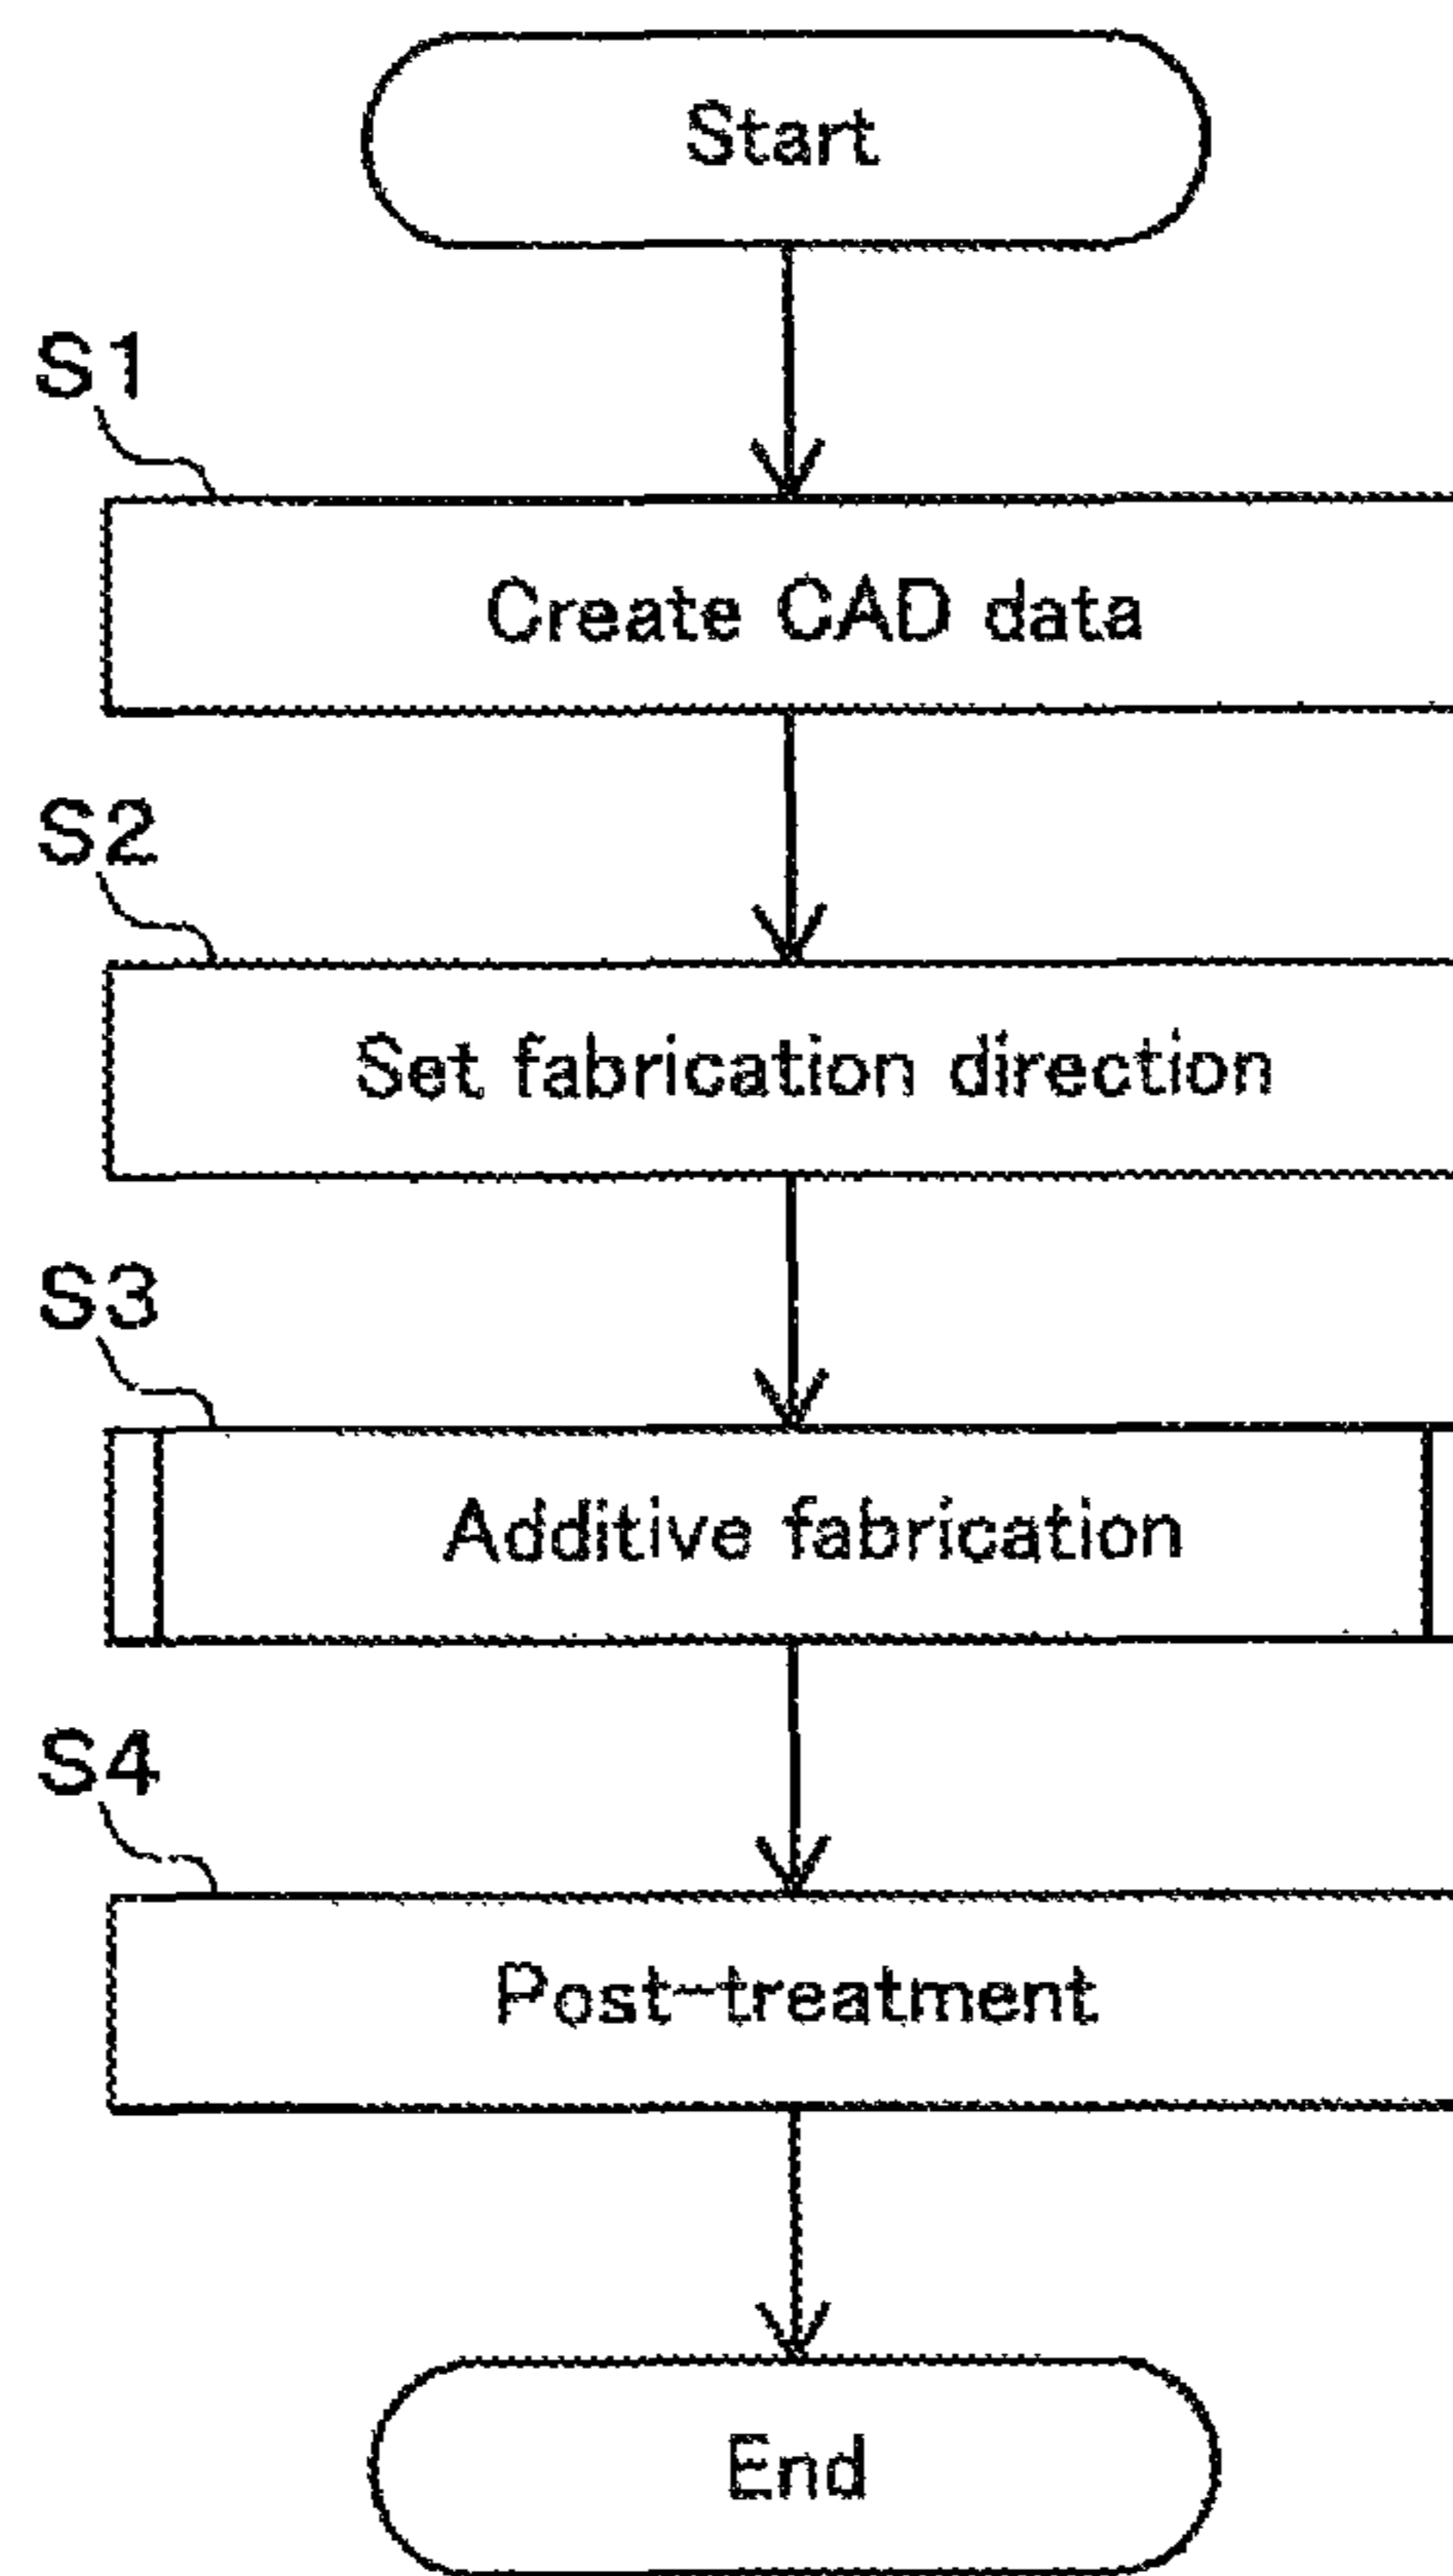 Start
S1
Create CAD data
S2
Set fabrication direction
S3
Additive fabrication
S4
Post-treatment
End